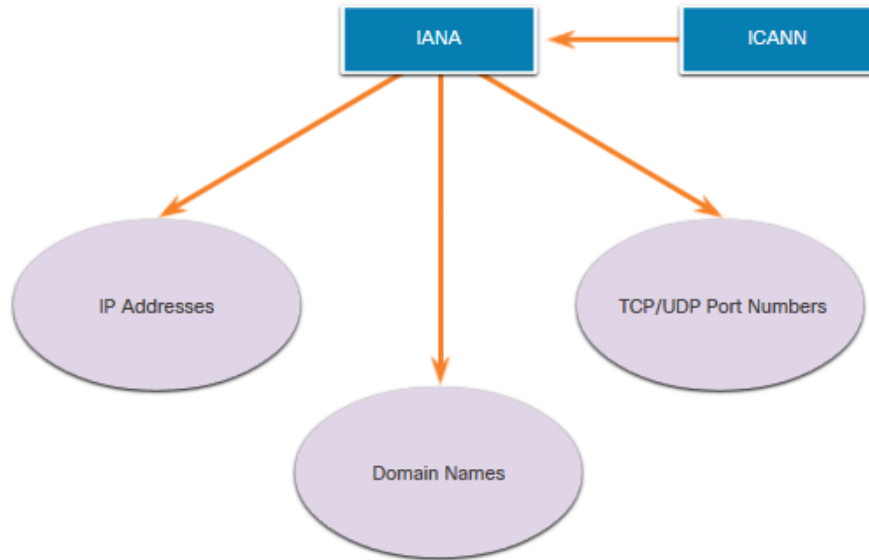 IANA
ICANN
IP Addresses
TCP/UDP Port Numbers
Domain Names